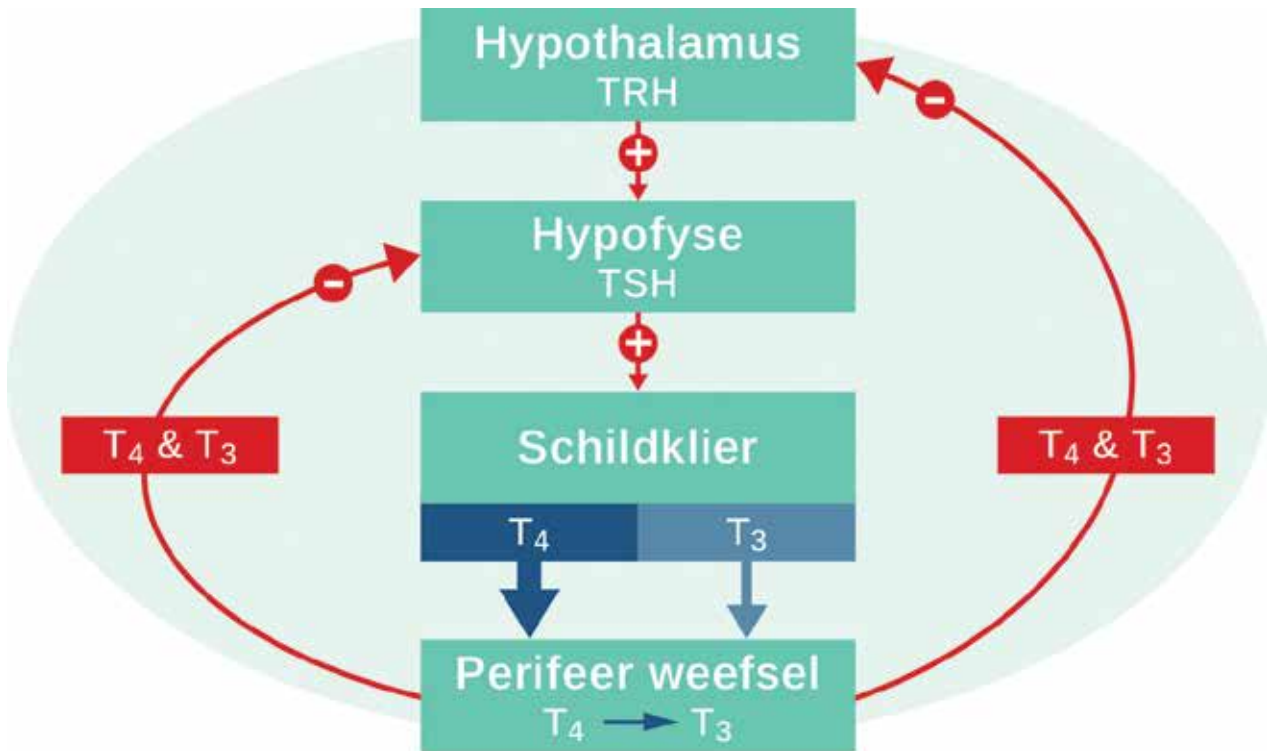 Hypothalamus
TRH
+
Hypofyse
TSH
+
Schildklier
T₄ & T₃
T₄ & T₃
T₄ T₃
Perifeer weefsel
T₄ → T₃